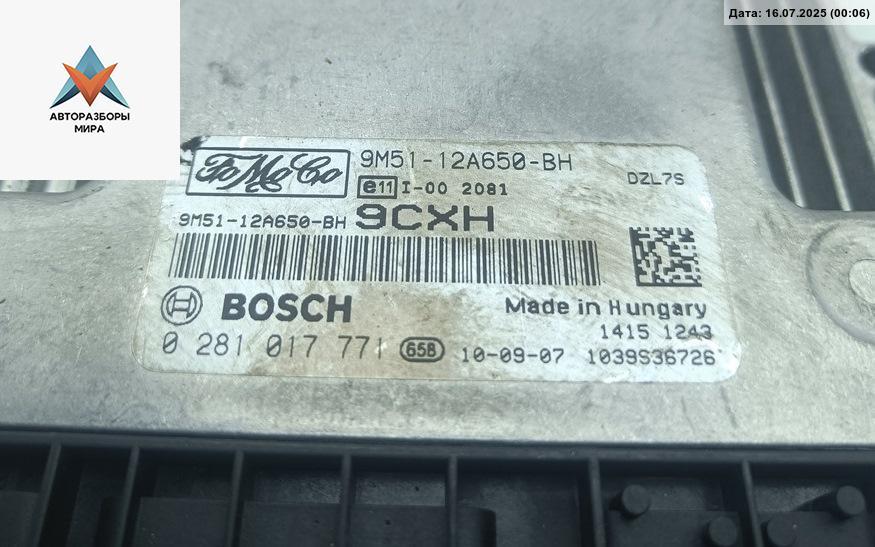 Дата: 16.07.2025 (00:06)
АВТОРАЗБОРЫ
МИРА
FoMoCo 9M51-12A650-BH DZL7S
e11 I-00 2081
9M51-12A650-BH 9CXH
BOSCH Made in Hungary
1415 1243
0 281 017 771 65B 10-09-07 1039S36726